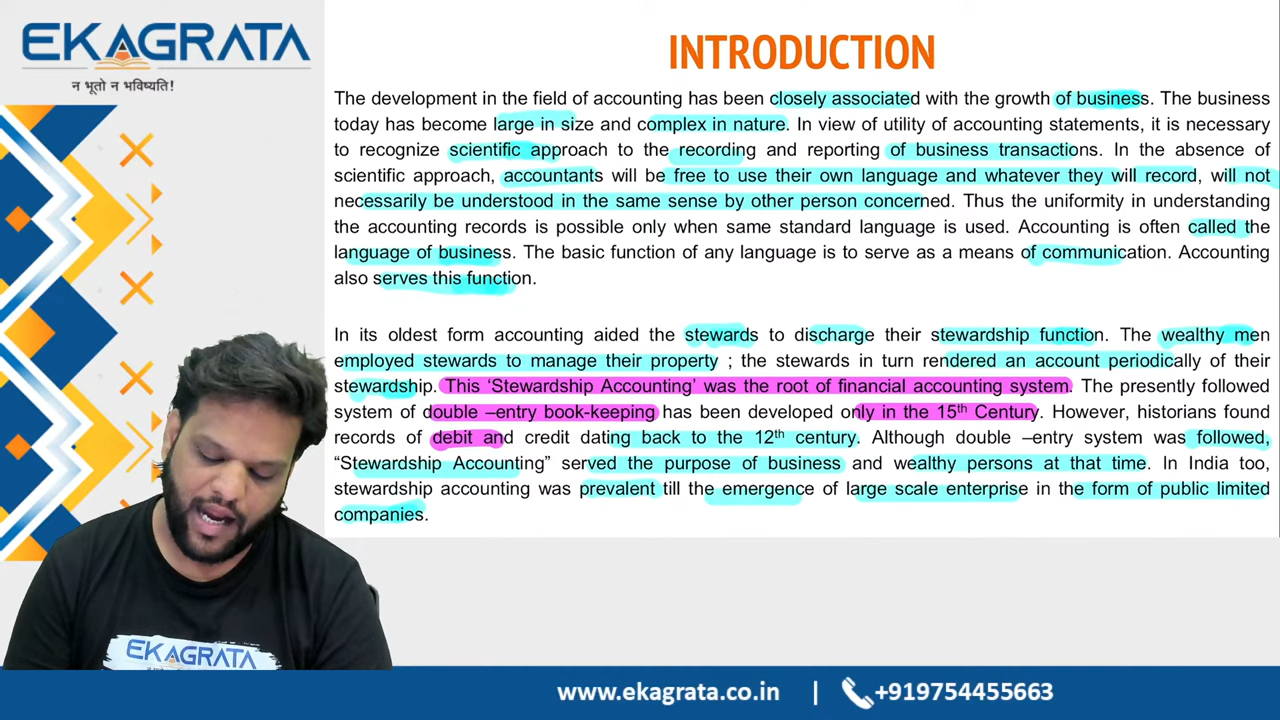 EKAGRATA
न भूतो न भविष्यति!
INTRODUCTION
The development in the field of accounting has been closely associated with the growth of business. The business
today has become large in size and complex in nature. In view of utility of accounting statements, it is necessary
to recognize scientific approach to the recording and reporting of business transactions. In the absence of
scientific approach, accountants will be free to use their own language and whatever they will record, will not
necessarily be understood in the same sense by other person concerned. Thus the uniformity in understanding
the accounting records is possible only when same standard language is used. Accounting is often called the
language of business. The basic function of any language is to serve as a means of communication. Accounting
also serves this function.
In its oldest form accounting aided the stewards to discharge their stewardship function. The wealthy men
employed stewards to manage their property ; the stewards in turn rendered an account periodically of their
stewardship. This ‘Stewardship Accounting’ was the root of financial accounting system. The presently followed
system of double –entry book-keeping has been developed only in the 15th Century. However, historians found
records of debit and credit dating back to the 12th century. Although double –entry system was followed,
“Stewardship Accounting” served the purpose of business and wealthy persons at that time. In India too,
stewardship accounting was prevalent till the emergence of large scale enterprise in the form of public limited
companies.
EKAGRATA
www.ekagrata.co.in | +919754455663